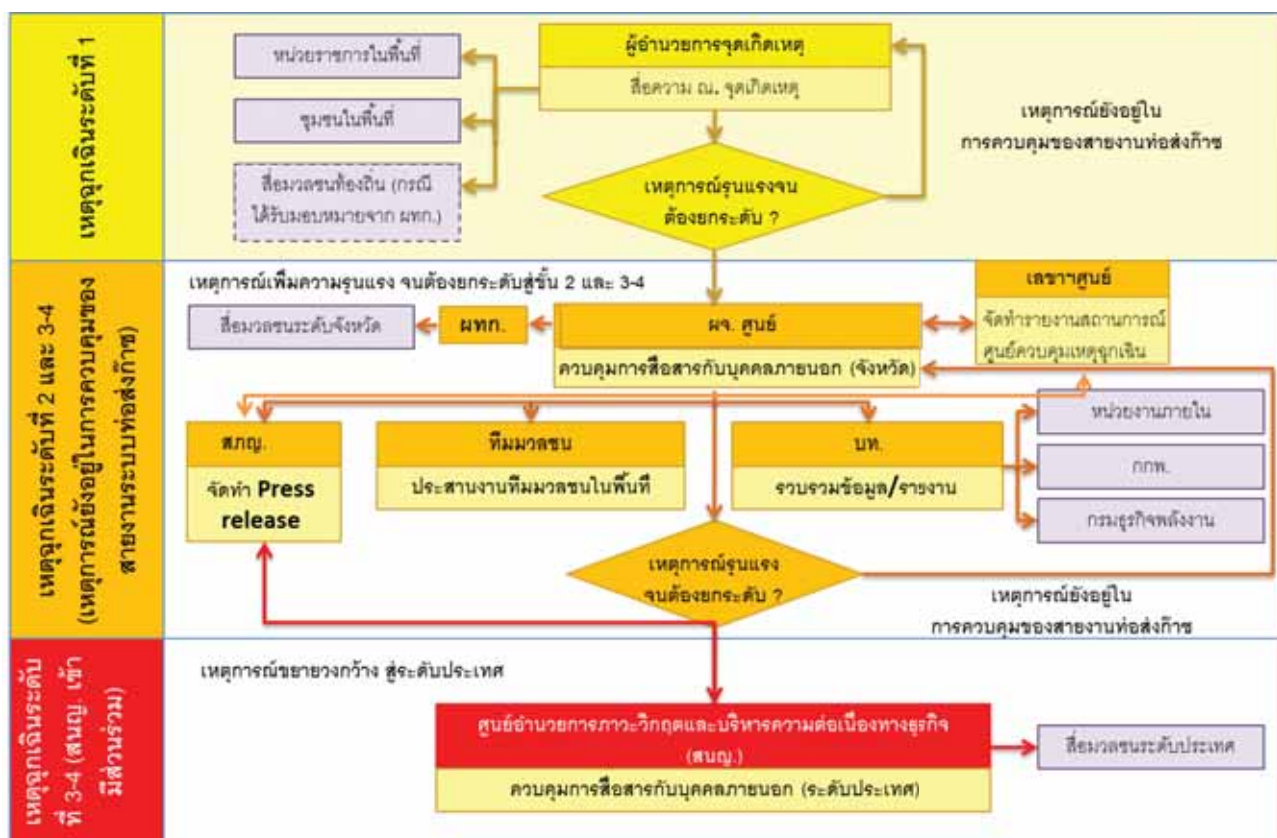 เหตุฉุกเฉินระดับที่ 1
ผู้อำนวยการจุดเกิดเหตุ
สื่อความ ณ. จุดเกิดเหตุ
หน่วยราชการในพื้นที่
ชุมชนในพื้นที่
สื่อมวลชนท้องถิ่น (กรณี
ได้รับมอบหมายจาก ผทก.)
เหตุการณ์รุนแรงจน
ต้องยกระดับ ?
เหตุการณ์ยังอยู่ใน
การควบคุมของสายงานท่อส่งก๊าซ
เหตุฉุกเฉินระดับที่ 2 และ 3-4
(เหตุการณ์ยังอยู่ในการควบคุมของ
สายงานระบบท่อส่งก๊าซ)
เหตุการณ์เพิ่มความรุนแรง จนต้องยกระดับสู่ขั้น 2 และ 3-4
สื่อมวลชนระดับจังหวัด
ผทก.
ผจ. ศูนย์
ควบคุมการสื่อสารกับบุคคลภายนอก (จังหวัด)
เลขาฯศูนย์
จัดทำรายงานสถานการณ์
ศูนย์ควบคุมเหตุฉุกเฉิน
สภญ.
จัดทำ Press
release
ทีมมวลชน
ประสานงานทีมมวลชนในพื้นที่
บท.
รวบรวมข้อมูล/รายงาน
หน่วยงานภายใน
กกพ.
กรมธุรกิจพลังงาน
เหตุการณ์รุนแรง
จนต้องยกระดับ ?
เหตุการณ์ยังอยู่ใน
การควบคุมของสายงานท่อส่งก๊าซ
เหตุฉุกเฉินระดับ
ที่ 3-4 (สนญ. เข้า
มีส่วนร่วม)
เหตุการณ์ขยายวงกว้าง สู่ระดับประเทศ
ศูนย์อำนวยการภาวะวิกฤตและบริหารความต่อเนื่องทางธุรกิจ
(สนญ.)
ควบคุมการสื่อสารกับบุคคลภายนอก (ระดับประเทศ)
สื่อมวลชนระดับประเทศ